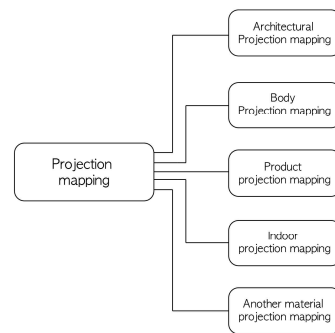 Architectural
Projection mapping
Body
Projection mapping
Projection
mapping
Product
projection mapping
Indoor
projection mapping
Another material
projection mapping